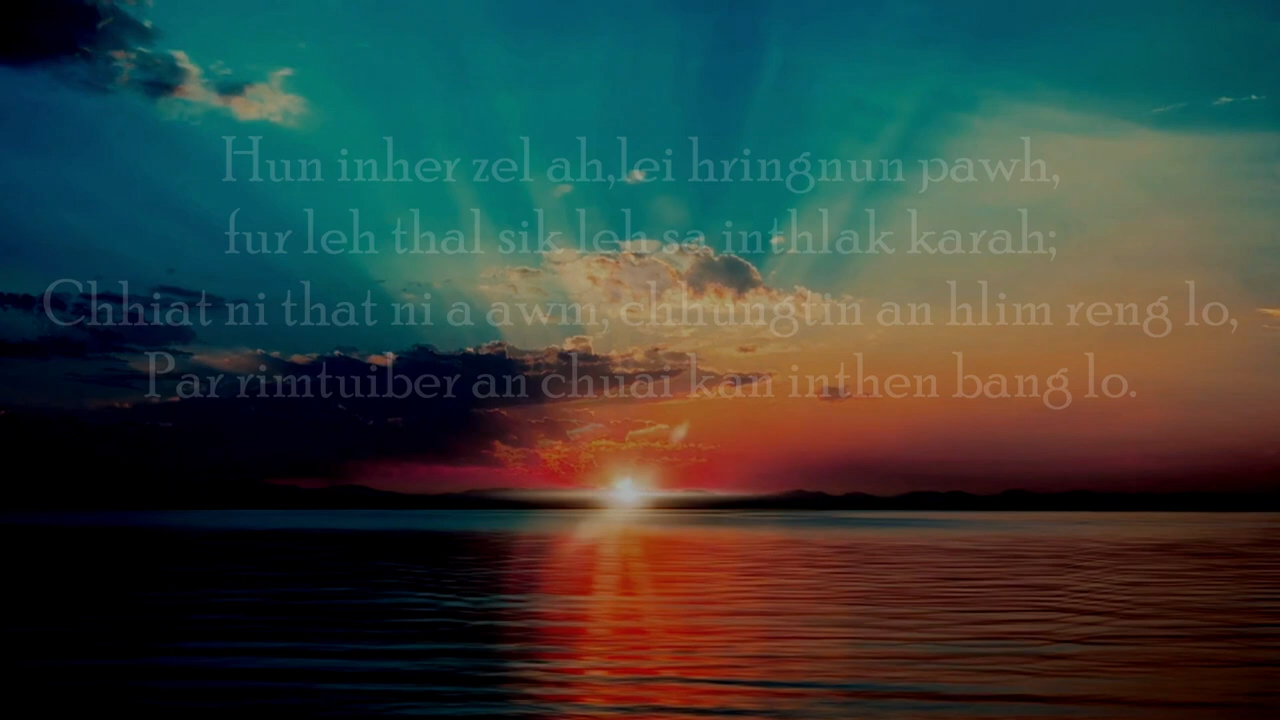 Hun inher zel ah,lei hringnun pawh,
fur leh thal sik leh sa inthlak karah;
Chhiat ni that ni a awm, chhungtin an hlim reng lo,
Par rimtuiber an chuai kan inthen bang lo.